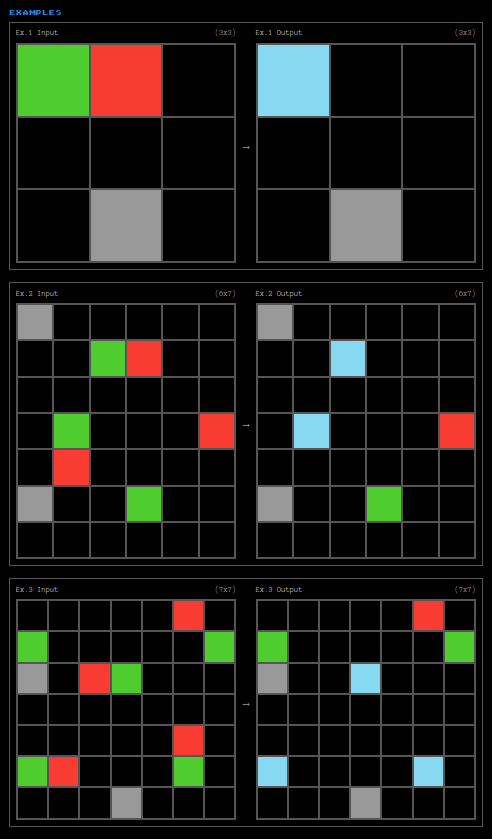 EXAMPLES
Ex.1 Input (3x3) Ex.1 Output (3x3)
→
Ex.2 Input (6x7) Ex.2 Output (6x7)
→
Ex.3 Input (7x7) Ex.3 Output (7x7)
→